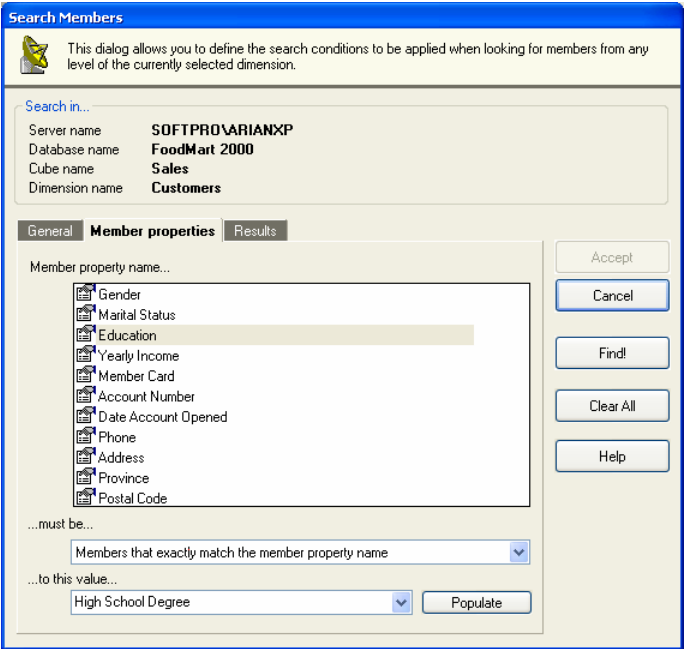 Search Members
This dialog allows you to define the search conditions to be applied when looking for members from any
level of the currently selected dimension.
Search in...
Server name SOFTPRO\ARIANXP
Database name FoodMart 2000
Cube name Sales
Dimension name Customers
General Member properties Results
Member property name...
Gender
Marital Status
Education
Yearly Income
Member Card
Account Number
Date Account Opened
Phone
Address
Province
Postal Code
...must be...
Members that exactly match the member property name
...to this value...
High School Degree Populate
Accept
Cancel
Find!
Clear All
Help